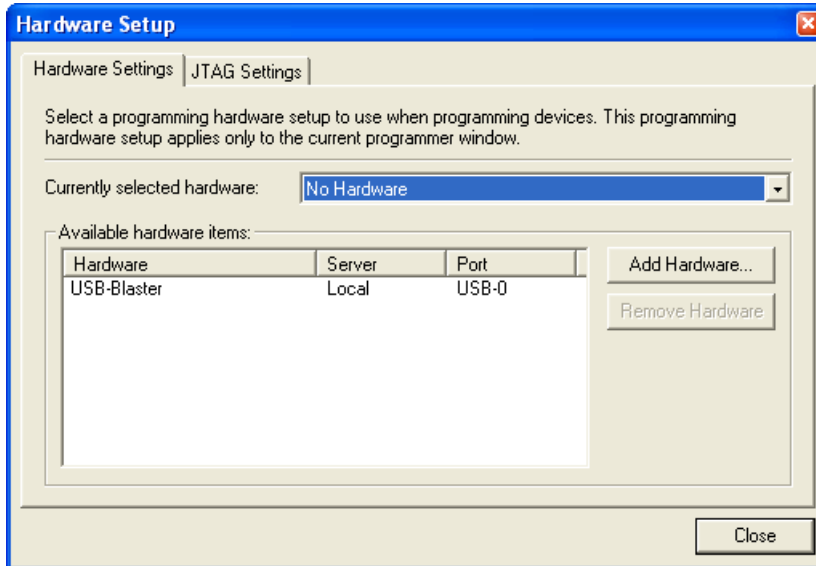 Hardware Setup
Hardware Settings JTAG Settings
Select a programming hardware setup to use when programming devices. This programming
hardware setup applies only to the current programmer window.
Currently selected hardware: No Hardware
Available hardware items:
Hardware Server Port
USB-Blaster Local USB-0
Add Hardware...
Remove Hardware
Close